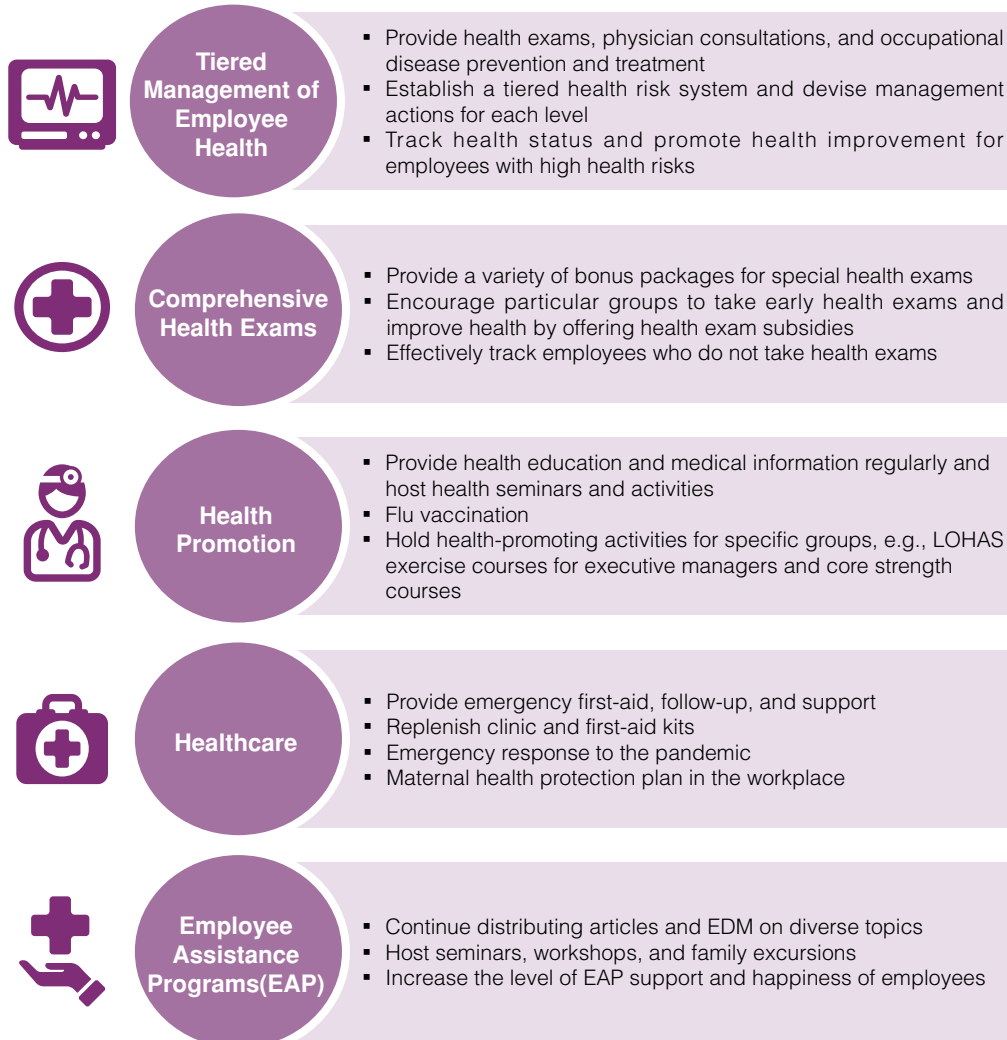 Tiered
Management of
Employee
Health
▪ Provide health exams, physician consultations, and occupational
disease prevention and treatment
▪ Establish a tiered health risk system and devise management
actions for each level
▪ Track health status and promote health improvement for
employees with high health risks
Comprehensive
Health Exams
▪ Provide a variety of bonus packages for special health exams
▪ Encourage particular groups to take early health exams and
improve health by offering health exam subsidies
▪ Effectively track employees who do not take health exams
Health
Promotion
▪ Provide health education and medical information regularly and
host health seminars and activities
▪ Flu vaccination
▪ Hold health-promoting activities for specific groups, e.g., LOHAS
exercise courses for executive managers and core strength
courses
Healthcare
▪ Provide emergency first-aid, follow-up, and support
▪ Replenish clinic and first-aid kits
▪ Emergency response to the pandemic
▪ Maternal health protection plan in the workplace
Employee
Assistance
Programs(EAP)
▪ Continue distributing articles and EDM on diverse topics
▪ Host seminars, workshops, and family excursions
▪ Increase the level of EAP support and happiness of employees